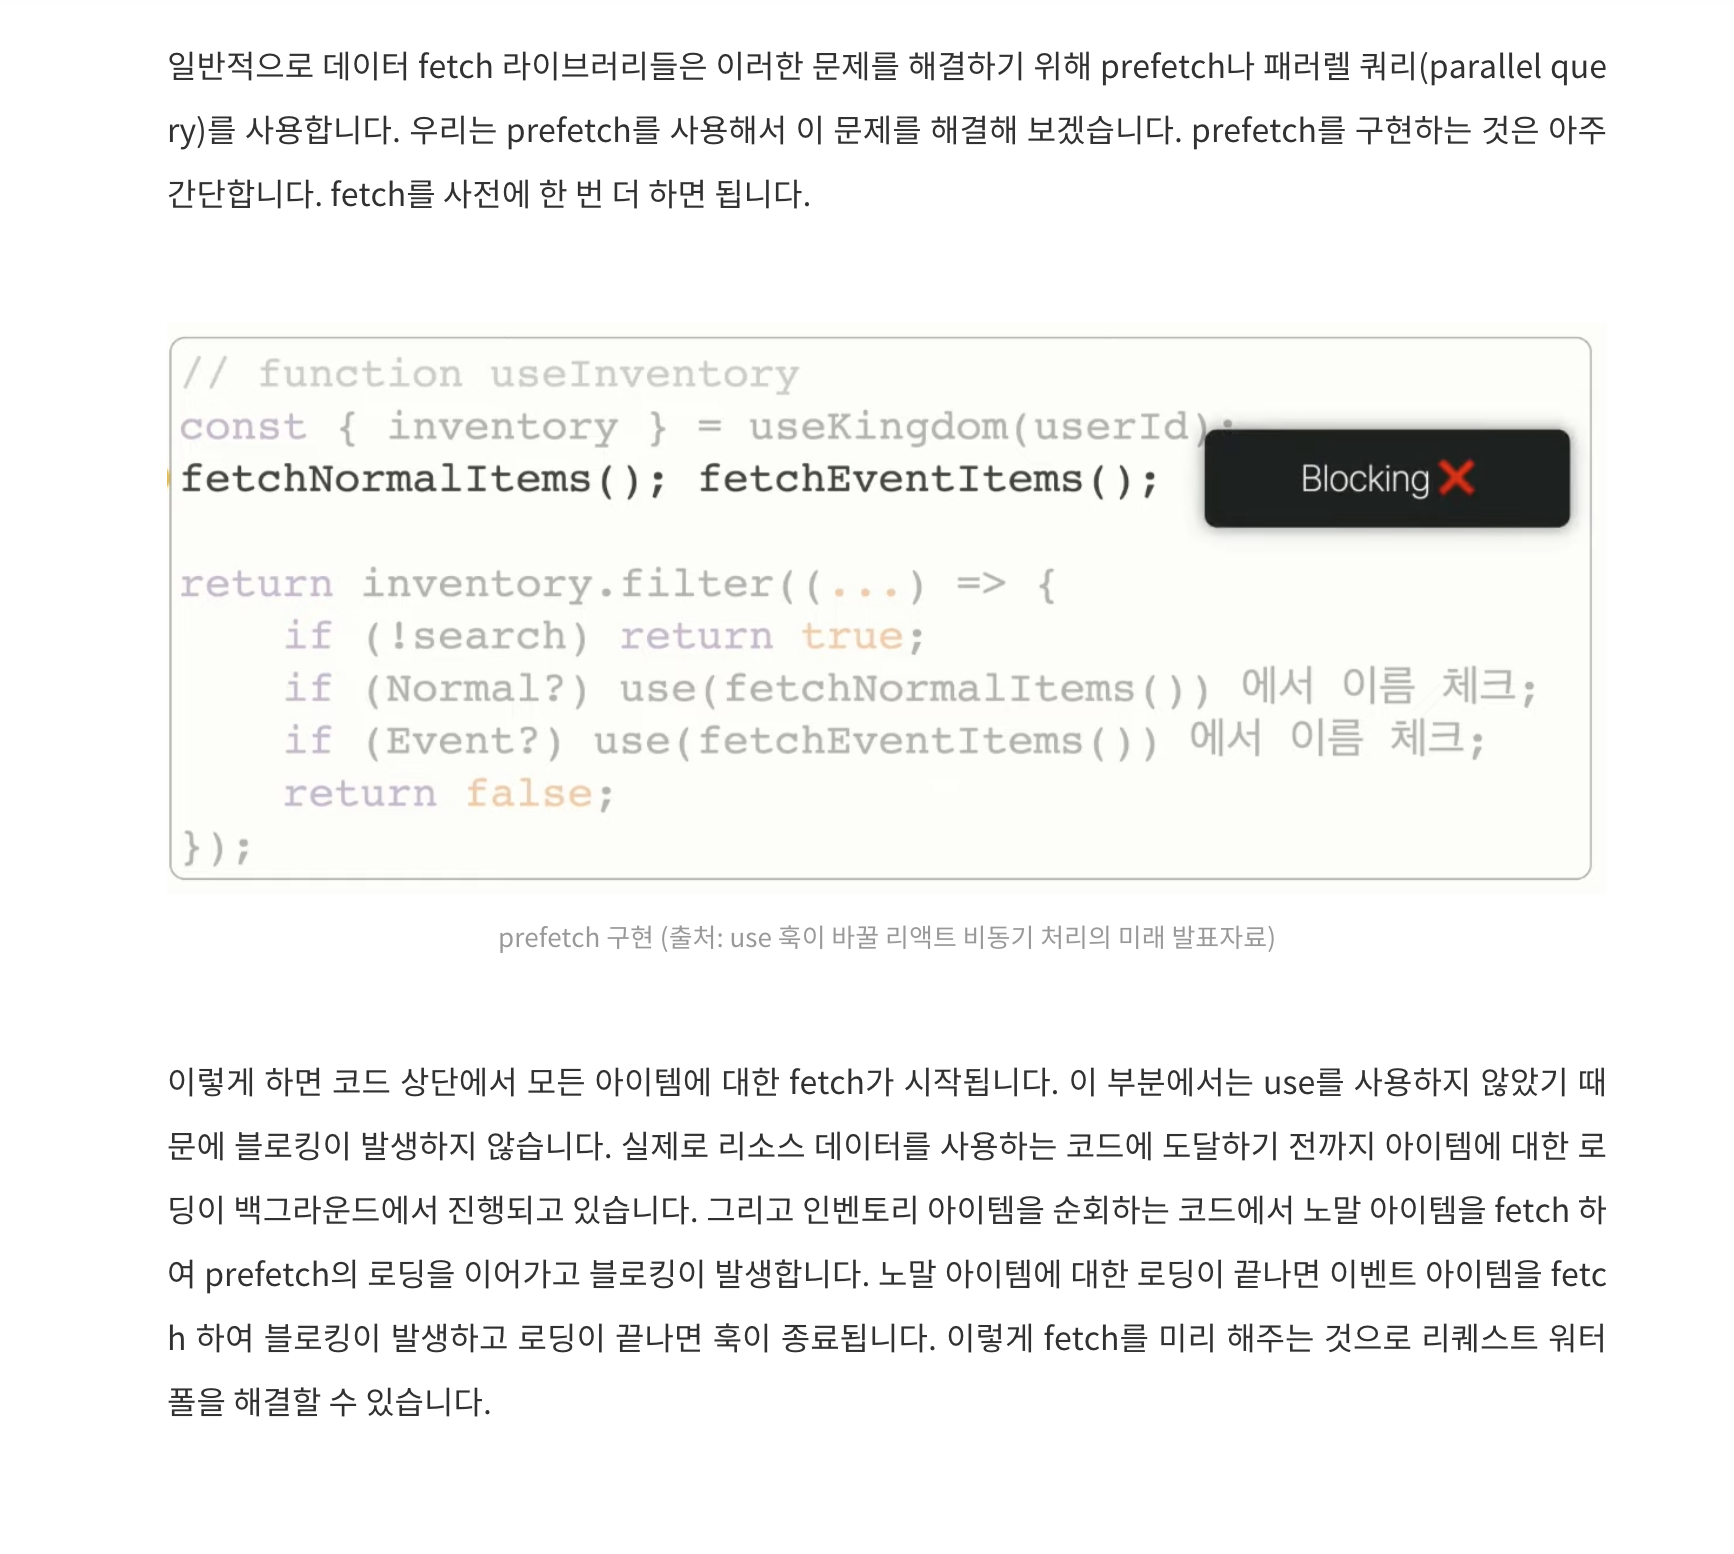 일반적으로 데이터 fetch 라이브러리들은 이러한 문제를 해결하기 위해 prefetch나 패러렐 쿼리(parallel que
ry)를 사용합니다. 우리는 prefetch를 사용해서 이 문제를 해결해 보겠습니다. prefetch를 구현하는 것은 아주
간단합니다. fetch를 사전에 한 번 더 하면 됩니다.
// function useInventory
const { inventory } = useKingdom(userId);
fetchNormalItems(); fetchEventItems();
Blocking ❌
return inventory.filter((...) => {
if (!search) return true;
if (Normal?) use(fetchNormalItems()) 에서 이름 체크;
if (Event?) use(fetchEventItems()) 에서 이름 체크;
return false;
});
prefetch 구현 (출처: use 훅이 바꿀 리액트 비동기 처리의 미래 발표자료)
이렇게 하면 코드 상단에서 모든 아이템에 대한 fetch가 시작됩니다. 이 부분에서는 use를 사용하지 않았기 때
문에 블로킹이 발생하지 않습니다. 실제로 리소스 데이터를 사용하는 코드에 도달하기 전까지 아이템에 대한 로
딩이 백그라운드에서 진행되고 있습니다. 그리고 인벤토리 아이템을 순회하는 코드에서 노말 아이템을 fetch 하
여 prefetch의 로딩을 이어가고 블로킹이 발생합니다. 노말 아이템에 대한 로딩이 끝나면 이벤트 아이템을 fetc
h 하여 블로킹이 발생하고 로딩이 끝나면 훅이 종료됩니다. 이렇게 fetch를 미리 해주는 것으로 리퀘스트 워터
폴을 해결할 수 있습니다.